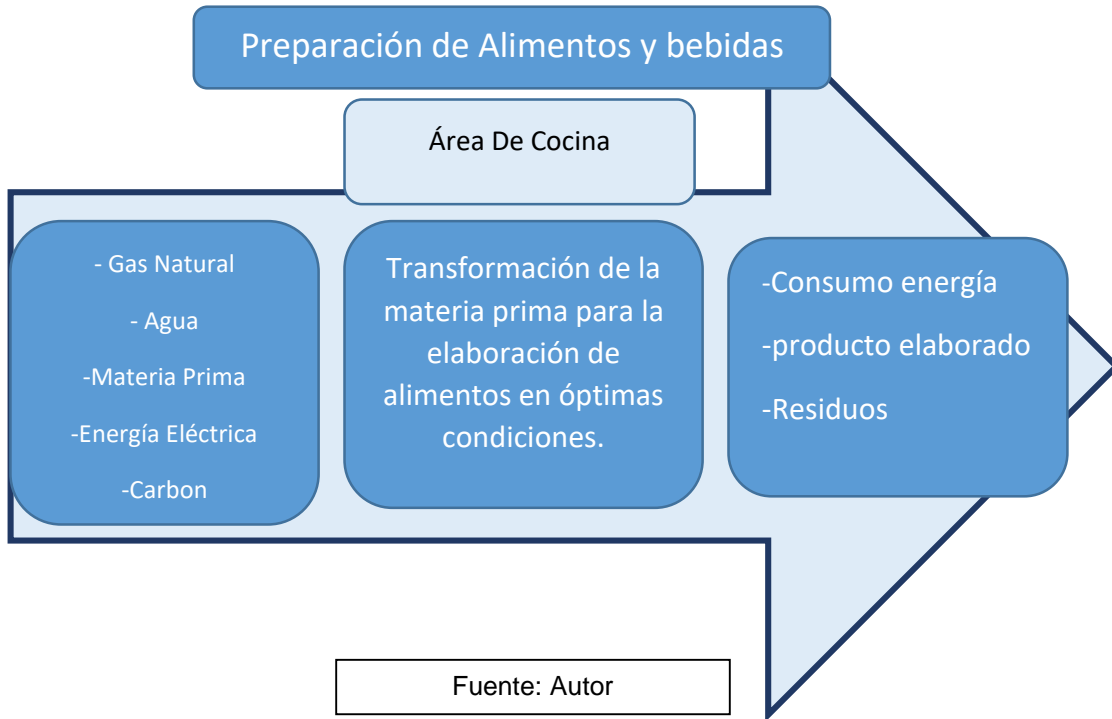 Preparación de Alimentos y bebidas
Área De Cocina
- Gas Natural
- Agua
-Materia Prima
-Energía Eléctrica
-Carbon
Transformación de la
materia prima para la
elaboración de
alimentos en óptimas
condiciones.
-Consumo energía
-producto elaborado
-Residuos
Fuente: Autor